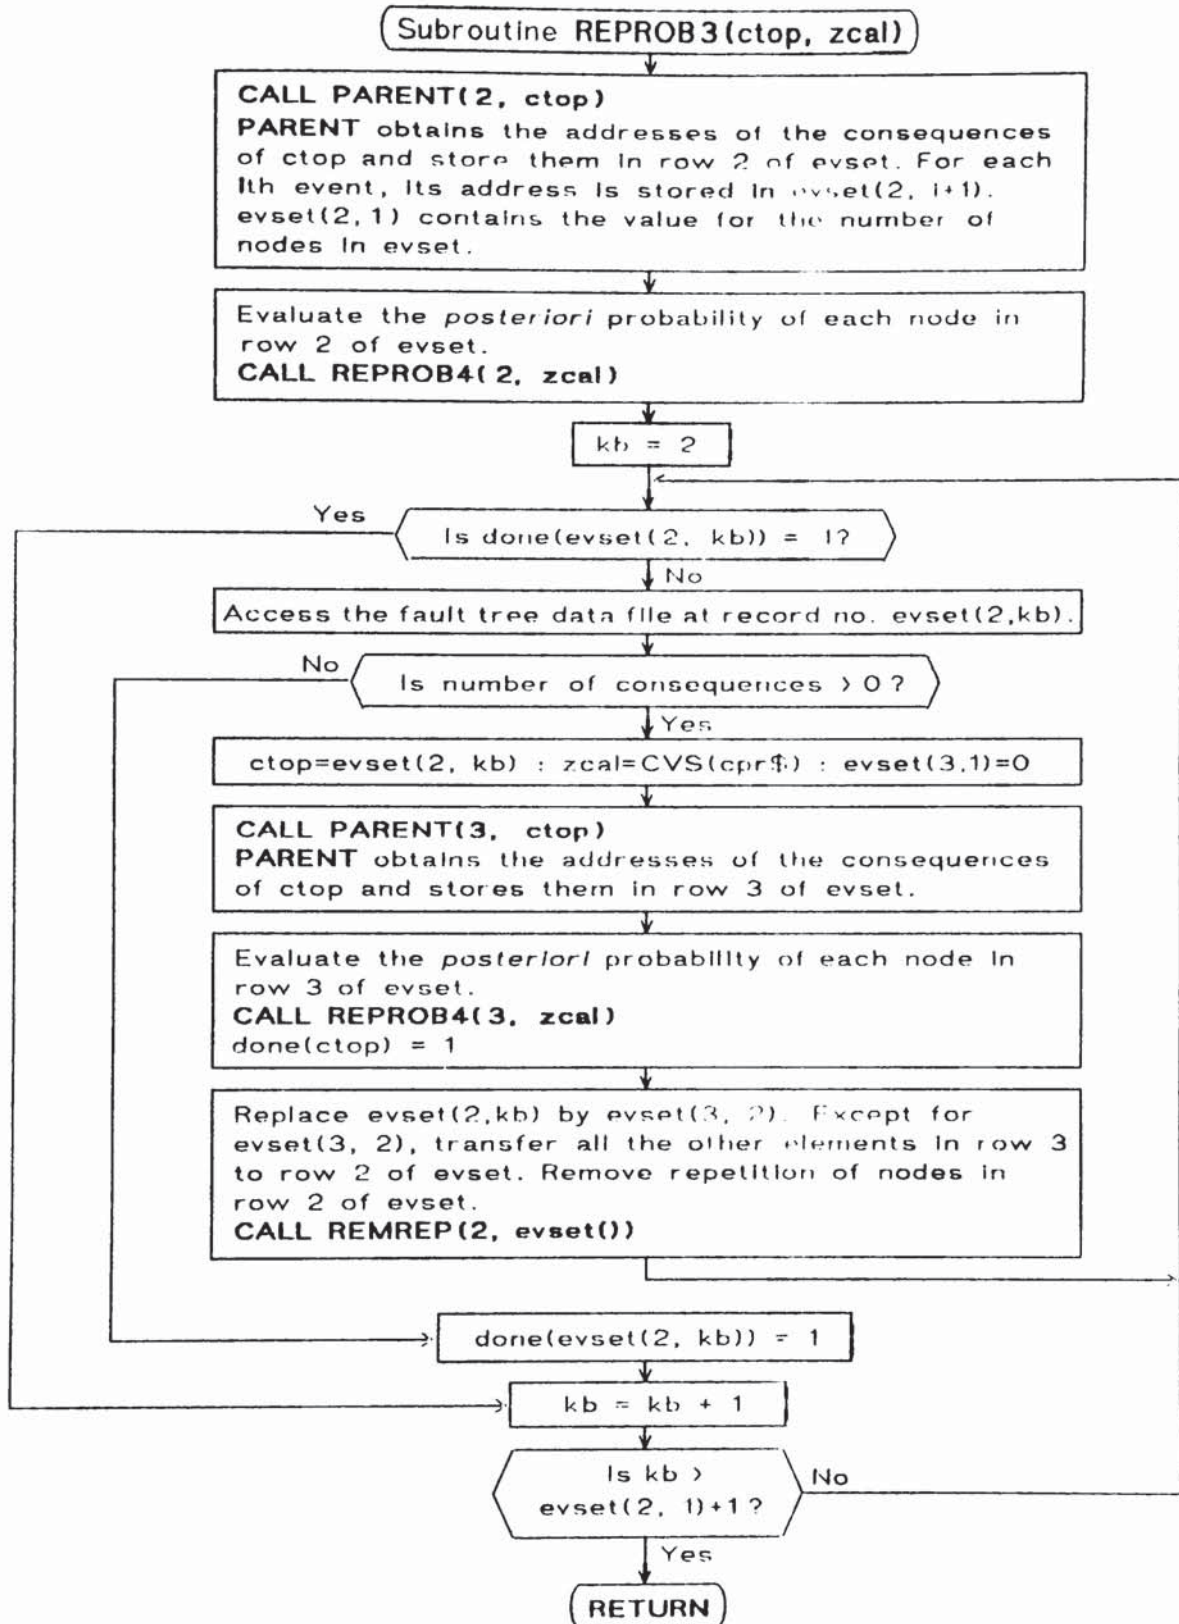 Subroutine REPROB3(ctop, zcal)
CALL PARENT(2, ctop)
PARENT obtains the addresses of the consequences
of ctop and store them in row 2 of evset. For each
Ith event, its address is stored in evset(2, i+1).
evset(2,1) contains the value for the number of
nodes in evset.
Evaluate the posteriori probability of each node in
row 2 of evset.
CALL REPROB4(2, zcal)
kb = 2
Yes
Is done(evset(2, kb)) = 1?
No
Access the fault tree data file at record no. evset(2,kb).
No
Is number of consequences > 0?
Yes
ctop=evset(2, kb) : zcal=CVS(cpr$) : evset(3,1)=0
CALL PARENT(3, ctop)
PARENT obtains the addresses of the consequences
of ctop and stores them in row 3 of evset.
Evaluate the posteriori probability of each node in
row 3 of evset.
CALL REPROB4(3, zcal)
done(ctop) = 1
Replace evset(2,kb) by evset(3, 2). Except for
evset(3, 2), transfer all the other elements in row 3
to row 2 of evset. Remove repetition of nodes in
row 2 of evset.
CALL REMREP(2, evset())
done(evset(2, kb)) = 1
kb = kb + 1
Is kb >
evset(2, 1)+1?
No
Yes
RETURN